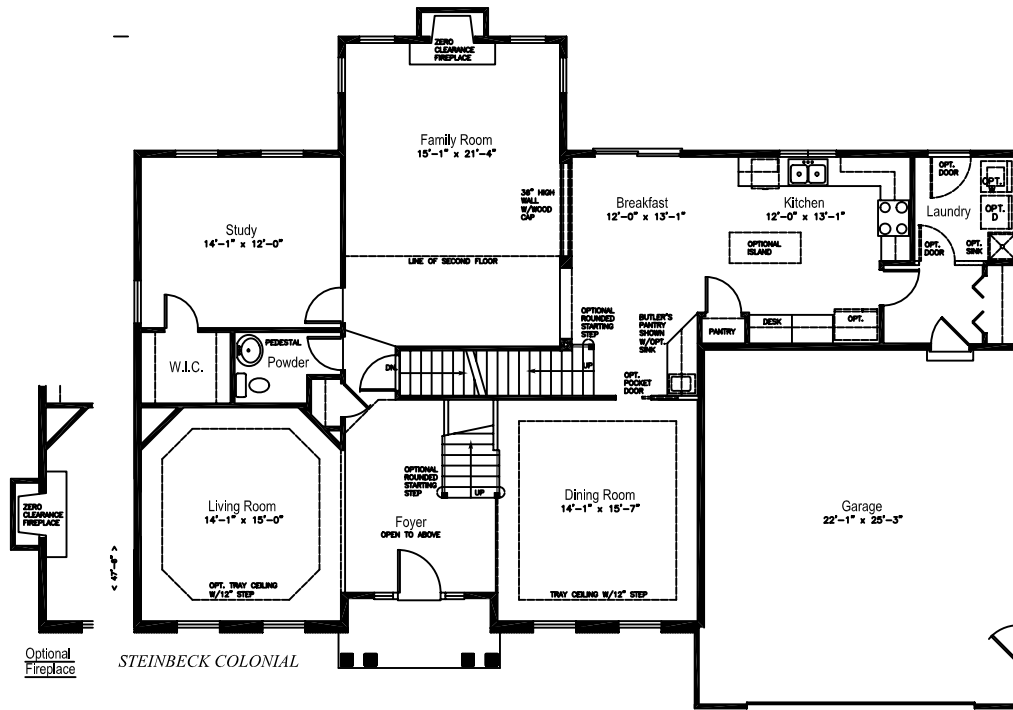 ZERO
CLEARANCE
FIREPLACE
Family Room
15'-1" x 21'-4"
36" HIGH
WALL
W/WOOD
CAP
LINE OF SECOND FLOOR
Study
14'-1" x 12'-0"
Breakfast
12'-0" x 13'-1"
Kitchen
12'-0" x 13'-1"
OPTIONAL
ISLAND
OPT.
DOOR
OPT.
W
Laundry
OPT.
D
OPT.
DOOR
OPT.
SINK
W.I.C.
PEDESTAL
Powder
DN.
UP
OPTIONAL
ROUNDED
STARTING
STEP
BUTLER'S
PANTRY
SHOWN
W/OPT.
SINK
PANTRY
DESK
OPT.
OPT.
POCKET
DOOR
Living Room
14'-1" x 15'-0"
OPT. TRAY CEILING
W/12" STEP
OPTIONAL
ROUNDED
STARTING
STEP
UP
Foyer
OPEN TO ABOVE
Dining Room
14'-1" x 15'-7"
TRAY CEILING W/12" STEP
Garage
22'-1" x 25'-3"
ZERO
CLEARANCE
FIREPLACE
< 47'-8" >
Optional
Fireplace
STEINBECK COLONIAL